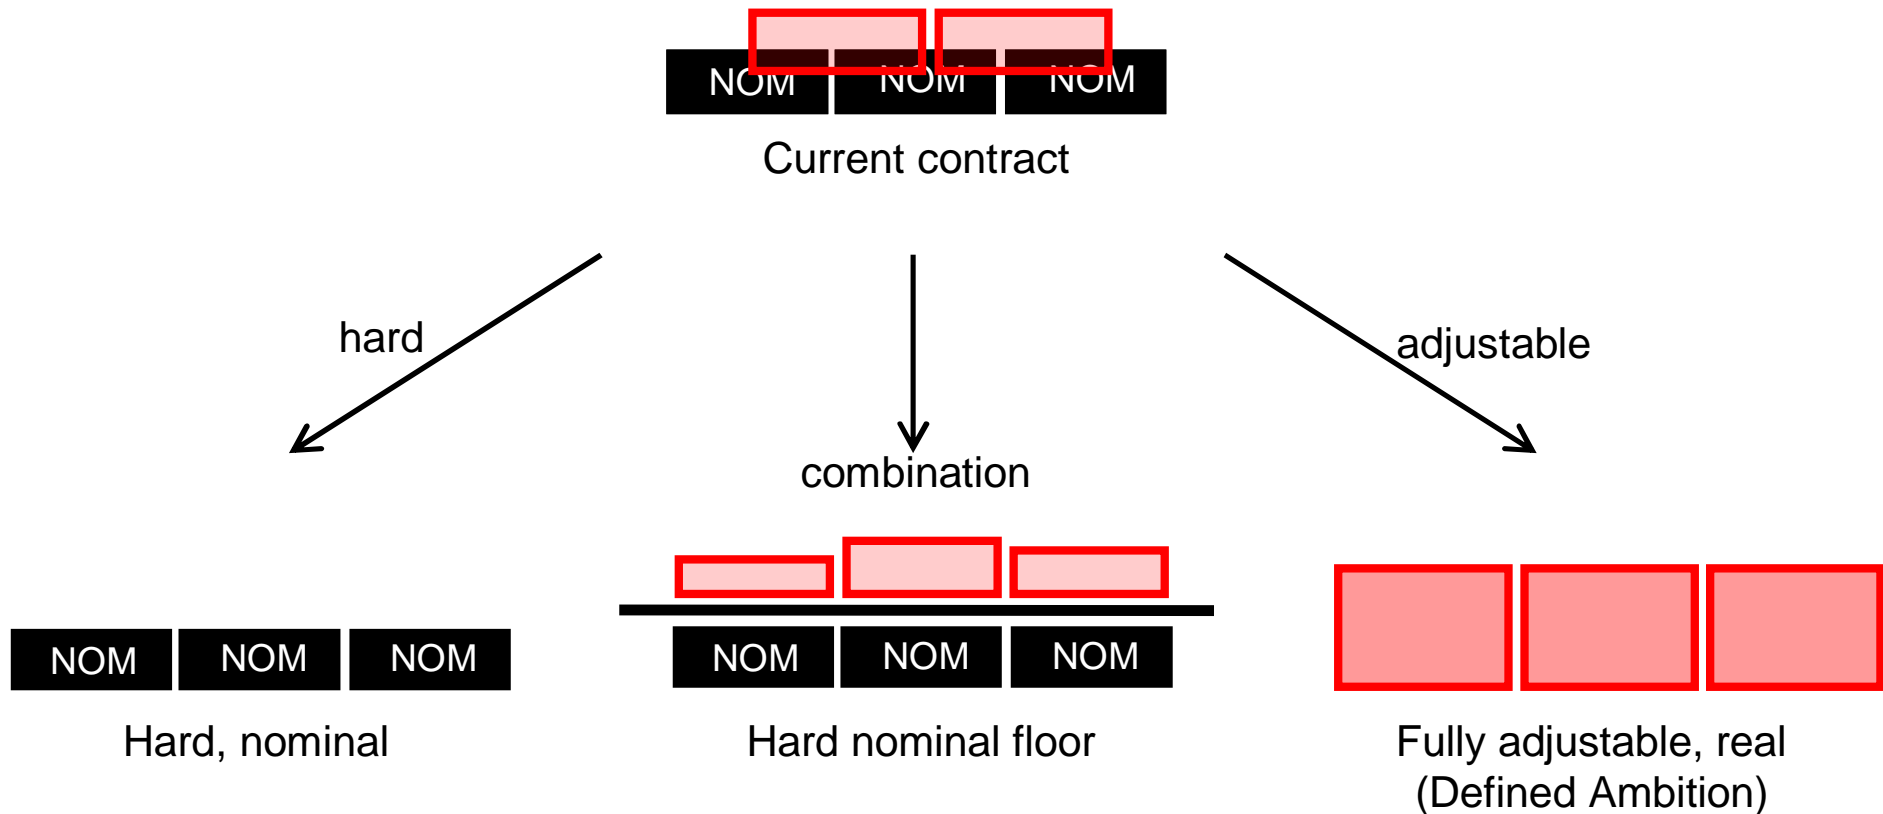 NOM NOM NOM
Current contract
hard
adjustable
combination
NOM NOM NOM
NOM NOM NOM
Hard, nominal
Hard nominal floor
Fully adjustable, real
(Defined Ambition)